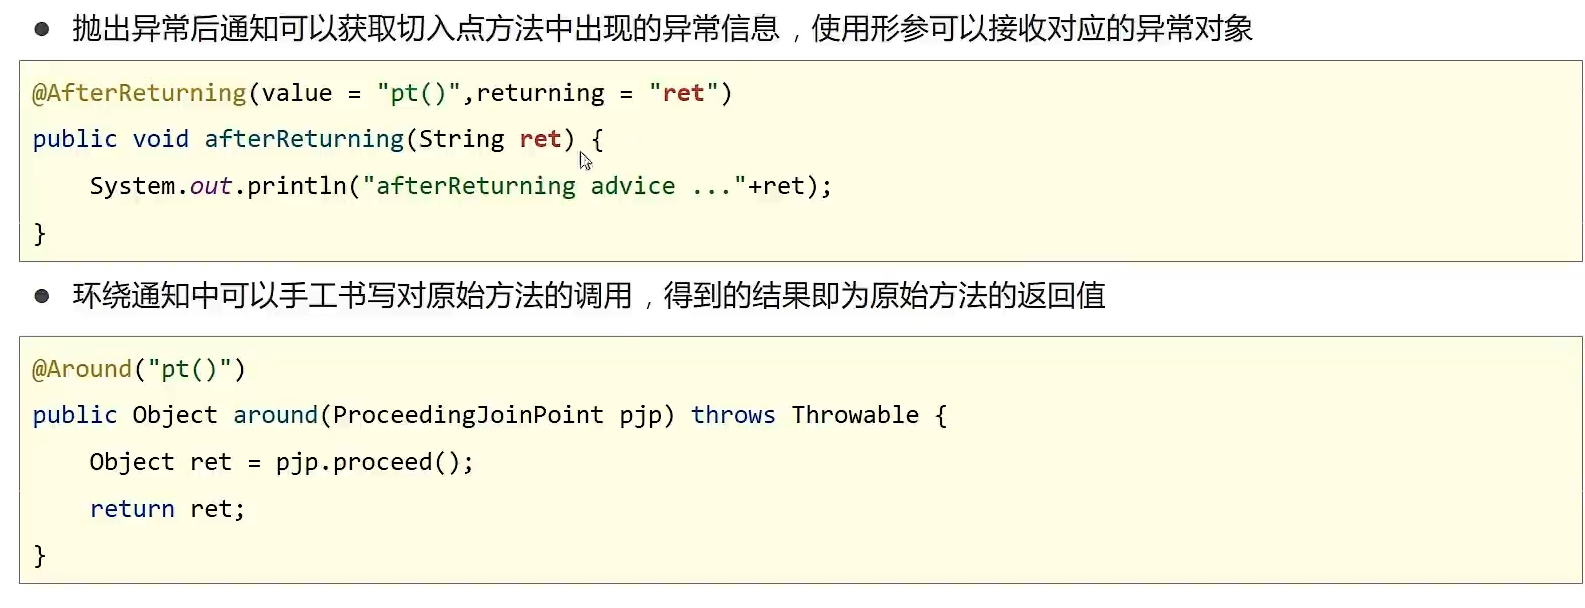 ● 抛出异常后通知可以获取切入点方法中出现的异常信息，使用形参可以接收对应的异常对象
@AfterReturning(value = "pt()",returning = "ret")
public void afterReturning(String ret) {
    System.out.println("afterReturning advice ..."+ret);
}
● 环绕通知中可以手工书写对原始方法的调用，得到的结果即为原始方法的返回值
@Around("pt()")
public Object around(ProceedingJoinPoint pjp) throws Throwable {
    Object ret = pjp.proceed();
    return ret;
}